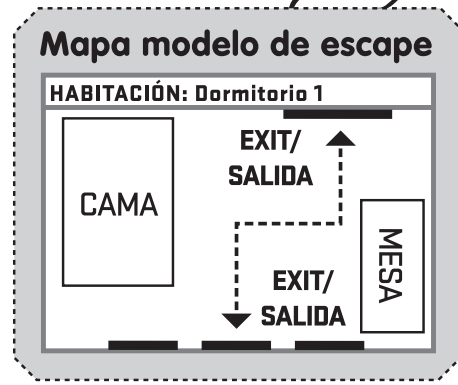 Mapa modelo de escape
HABITACIÓN: Dormitorio 1
EXIT/
SALIDA
CAMA
MESA
EXIT/
SALIDA